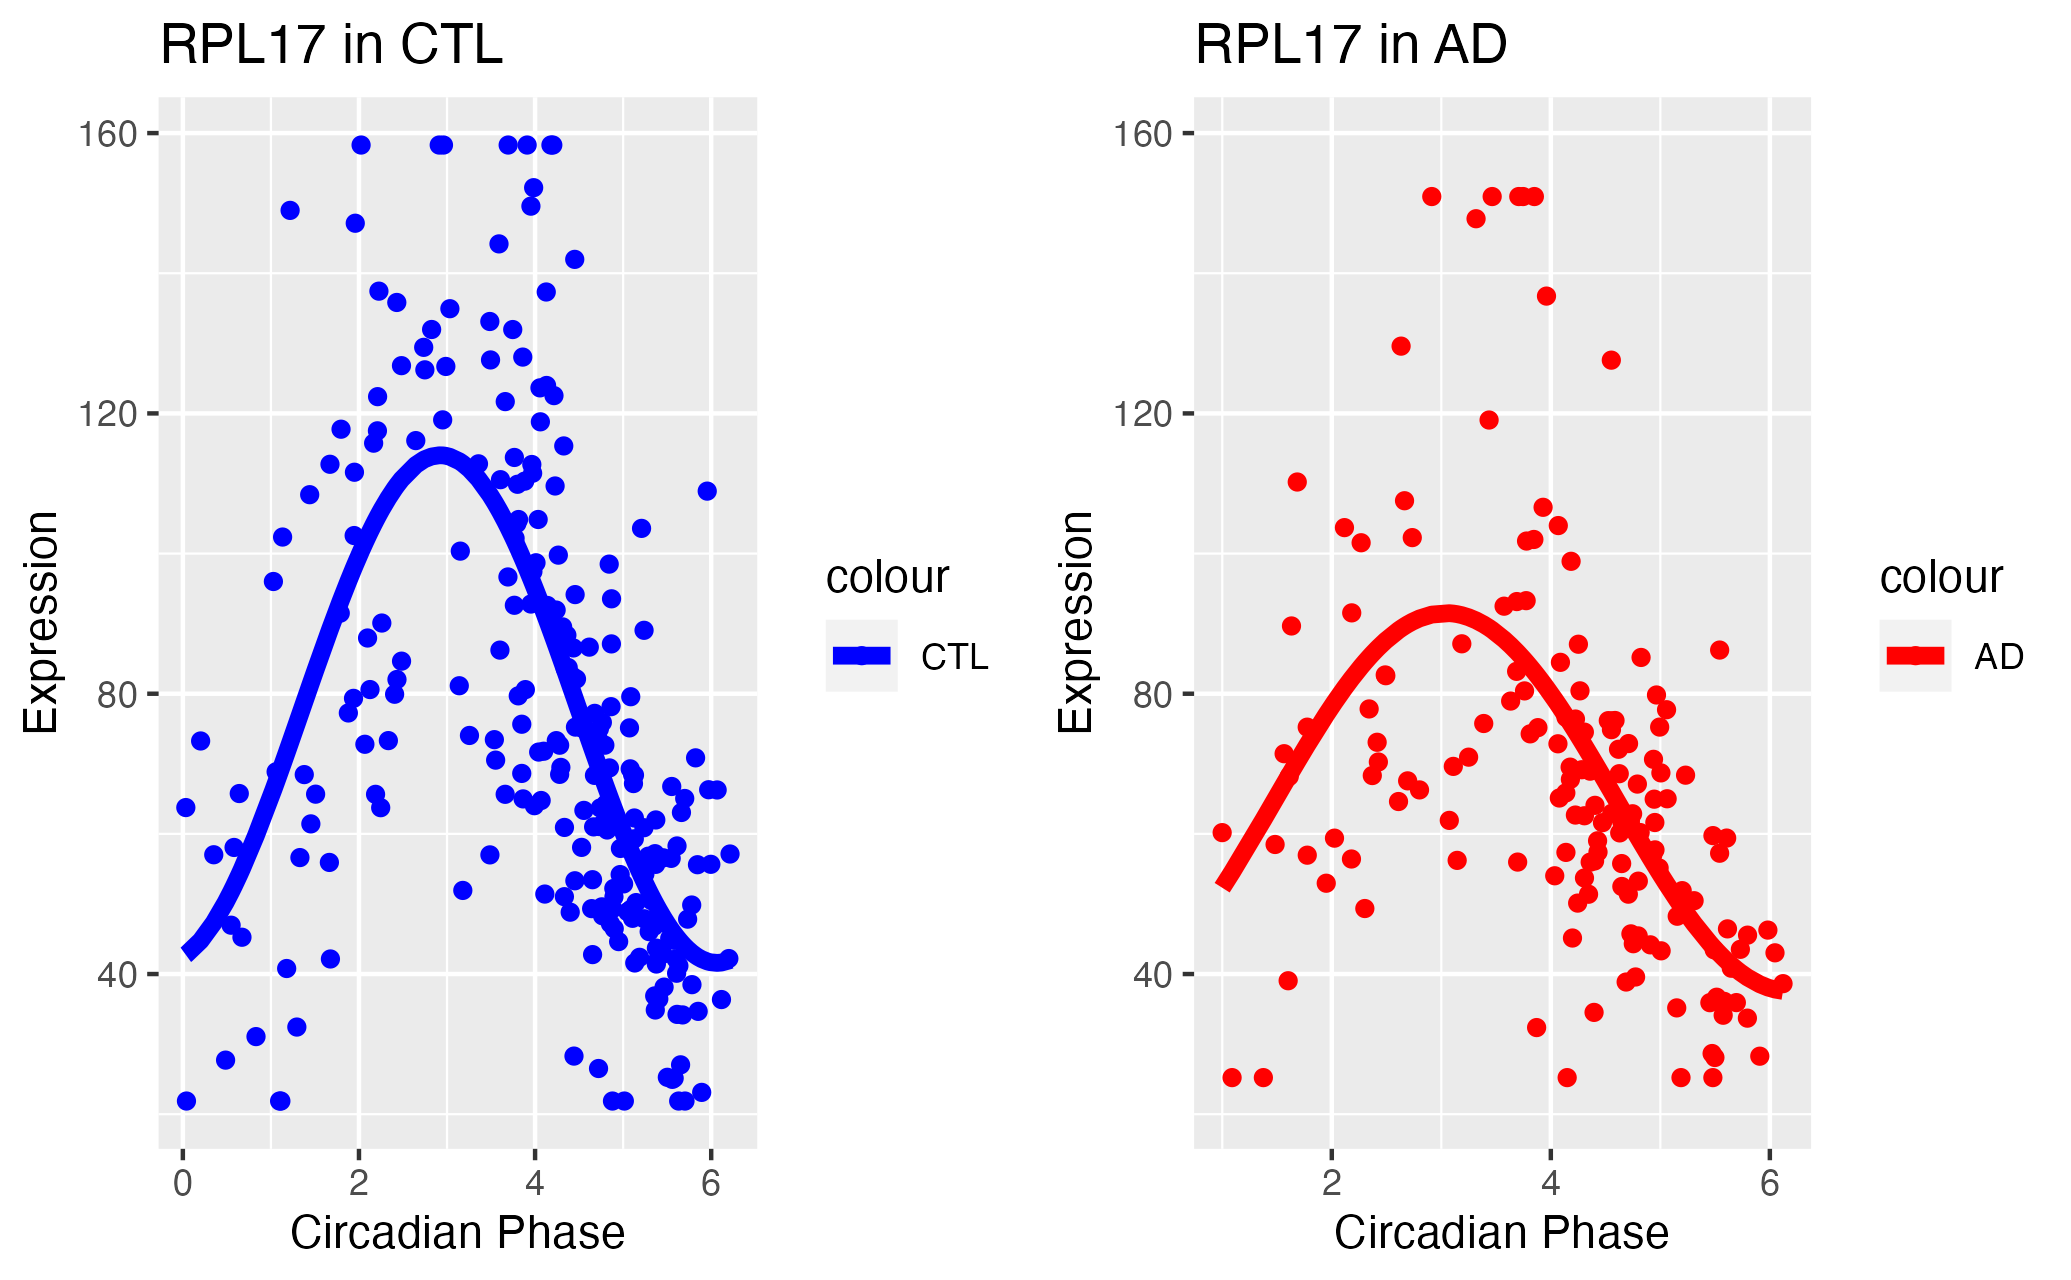 RPL17 in CTL
160
120
80
40
0 2 4 6
Expression
Circadian Phase
colour
CTL
RPL17 in AD
160
120
80
40
2 4 6
Expression
Circadian Phase
colour
AD